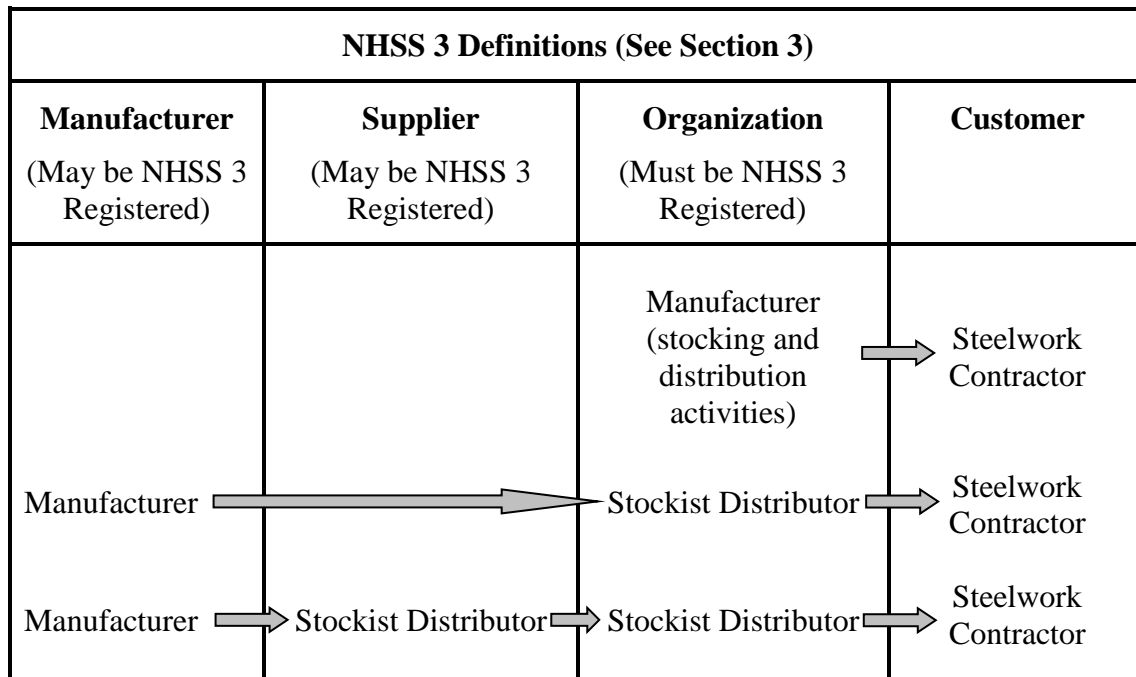 NHSS 3 Definitions (See Section 3)
Manufacturer
(May be NHSS 3
Registered)
Supplier
(May be NHSS 3
Registered)
Organization
(Must be NHSS 3
Registered)
Customer
Manufacturer
(stocking and
distribution
activities)
Steelwork
Contractor
Manufacturer
Stockist Distributor
Steelwork
Contractor
Manufacturer
Stockist Distributor
Stockist Distributor
Steelwork
Contractor